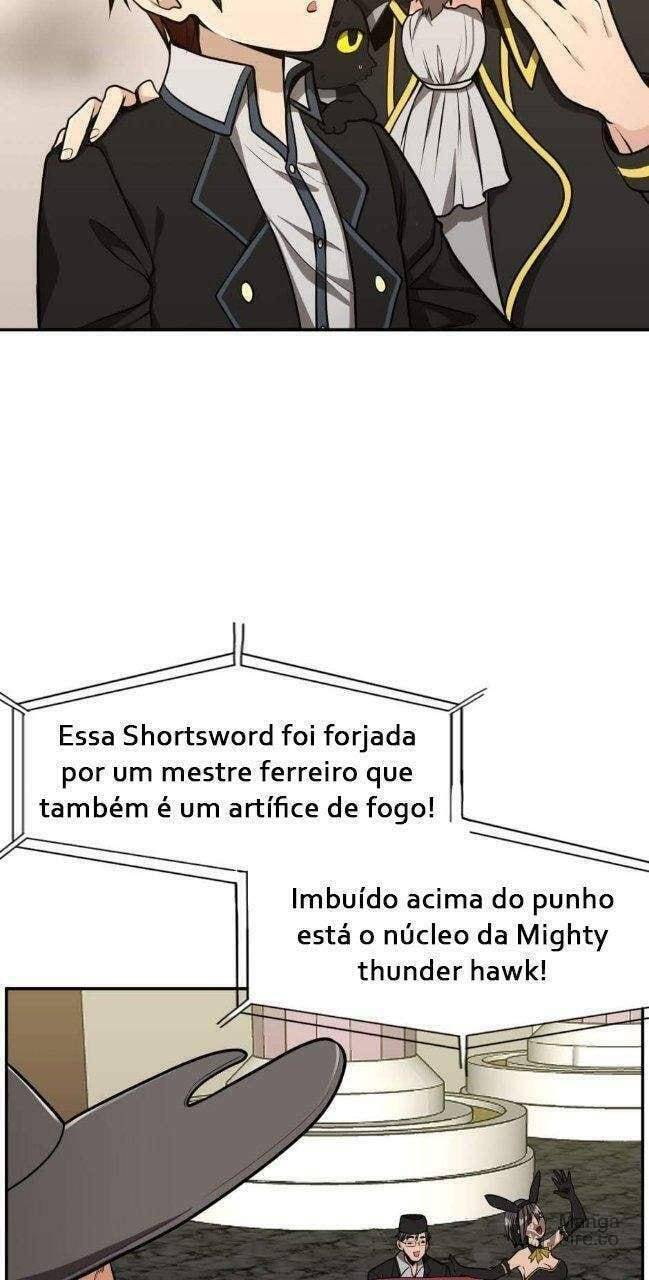 Essa Shortsword foi forjada
por um mestre ferreiro que
também é um artífice de fogo!
Imbuído acima do punho
está o núcleo da Mighty
thunder hawk!
Manga